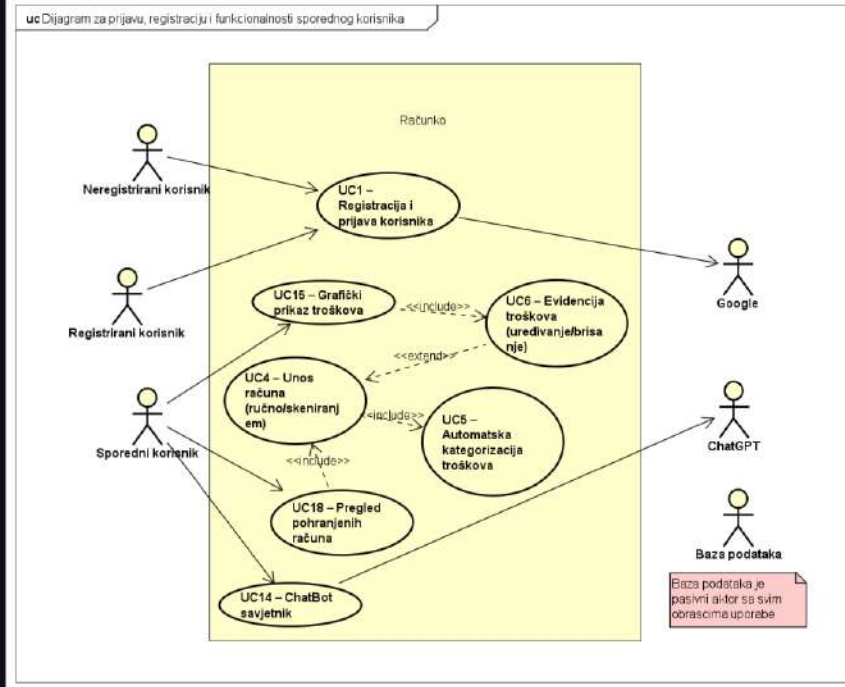 uc Dijagram za prijavu, registraciju i funkcionalnosti sporednog korisnika
Računko
Neregistrirani korisnik
UC1 –
Registracija i
prijava korisnika
Google
Registrirani korisnik
UC15 – Grafički
prikaz troškova
<<include>>
UC6 – Evidencija
troškova
(uređivanje/brisa
nje)
<<extend>>
UC4 – Unos
računa
(ručno/skeniranj
em)
<<include>>
UC5 –
Automatska
kategorizacija
troškova
Sporedni korisnik
ChatGPT
<<include>>
UC18 – Pregled
pohranjenih
računa
Baza podataka
UC14 – ChatBot
savjetnik
Baza podataka je
pasivni aktor sa svim
obrascima uporabe